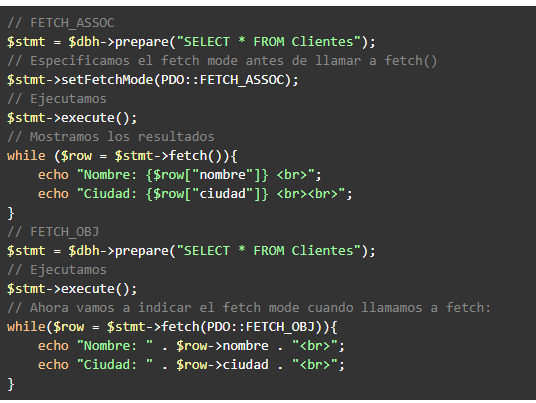 // FETCH_ASSOC
$stmt = $dbh->prepare("SELECT * FROM Clientes");
// Especificamos el fetch mode antes de llamar a fetch()
$stmt->setFetchMode(PDO::FETCH_ASSOC);
// Ejecutamos
$stmt->execute();
// Mostramos los resultados
while ($row = $stmt->fetch()){
    echo "Nombre: {$row["nombre"]} <br>";
    echo "Ciudad: {$row["ciudad"]} <br><br>";
}
// FETCH_OBJ
$stmt = $dbh->prepare("SELECT * FROM Clientes");
// Ejecutamos
$stmt->execute();
// Ahora vamos a indicar el fetch mode cuando llamamos a fetch:
while($row = $stmt->fetch(PDO::FETCH_OBJ)){
    echo "Nombre: " . $row->nombre . "<br>";
    echo "Ciudad: " . $row->ciudad . "<br>";
}